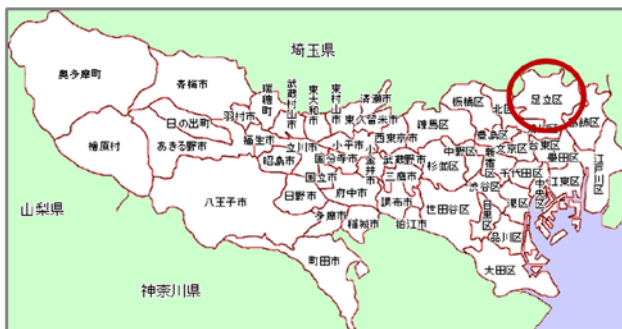 埼玉県
奥多摩町
青梅市
瑞穂町
武蔵村山市
東大和市
東村山市
清瀬市
東久留米市
板橋区
北区
足立区
葛飾区
羽村市
日の出町
福生市
立川市
小平市
西東京市
練馬区
豊島区
文京区
台東区
墨田区
江戸川区
檜原村
あきる野市
昭島市
国分寺市
小金井市
武蔵野市
中野区
新宿区
千代田区
国立市
三鷹市
杉並区
渋谷区
中央区
江東区
八王子市
日野市
府中市
調布市
世田谷区
目黒区
港区
山梨県
多摩市
稲城市
狛江市
品川区
町田市
大田区
神奈川県